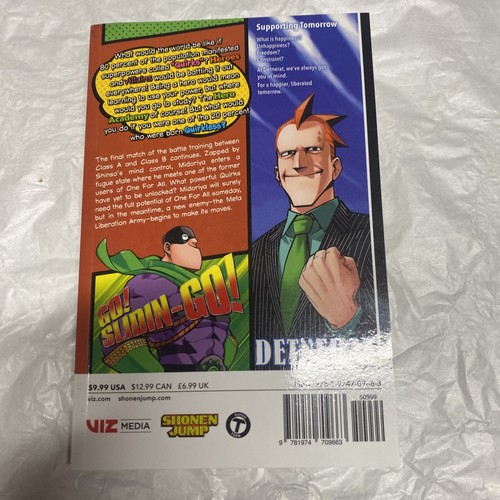 What would the world be like if
80 percent of the population manifested
superpowers called "Quirks"? Heroes
and villains would be battling it out
everywhere! Being a hero would mean
learning to use your power, but where
would you go to study? The Hero
Academy of course! But what would
you do if you were one of the 20 percent
who were born Quirkless?
The final match of the battle training between
Class A and Class B continues. Zapped by
Shinso's mind control, Midoriya enters a
fugue state where he meets one of the former
users of One For All. What powerful Quirks
have yet to be unlocked? Midoriya will surely
need the full potential of One For All someday,
but in the meantime, a new enemy-the Meta
Liberation Army-begins to make its moves.
Supporting Tomorrow
What is happiness?
Unhappiness?
Freedom?
Constraint?
At Detnerat, we've always got
you in mind.
For a happier, liberated
tomorrow.
GO!
SLIDIN-GO!
$9.99 USA $12.99 CAN £6.99 UK
viz.com shonenjump.com
VIZ MEDIA
SHONEN
JUMP
T
50999
9 781974 709663